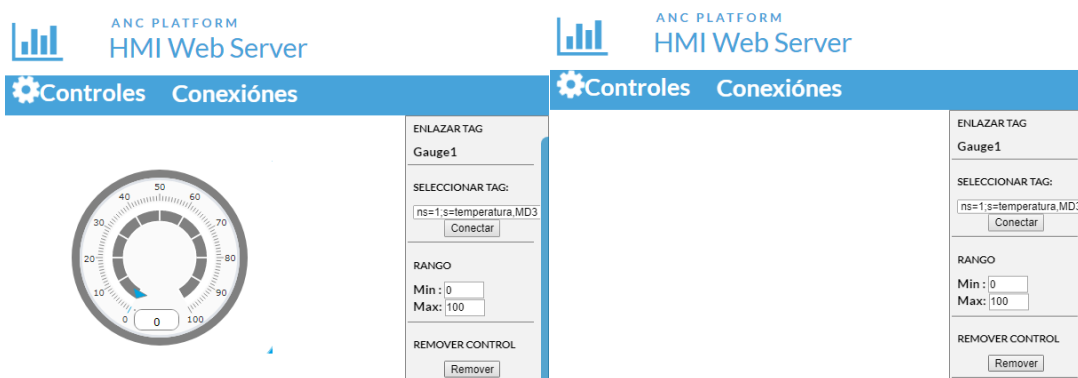 ANC PLATFORM
HMI Web Server
Controles Conexiónes
50
40 60
30 70
20 80
10 90
0 0 100
ENLAZAR TAG
Gauge1
SELECCIONAR TAG:
ns=1;s=temperatura,MD3
Conectar
RANGO
Min : 0
Max: 100
REMOVER CONTROL
Remover
ANC PLATFORM
HMI Web Server
Controles Conexiónes
ENLAZAR TAG
Gauge1
SELECCIONAR TAG:
ns=1;s=temperatura,MD3
Conectar
RANGO
Min : 0
Max: 100
REMOVER CONTROL
Remover